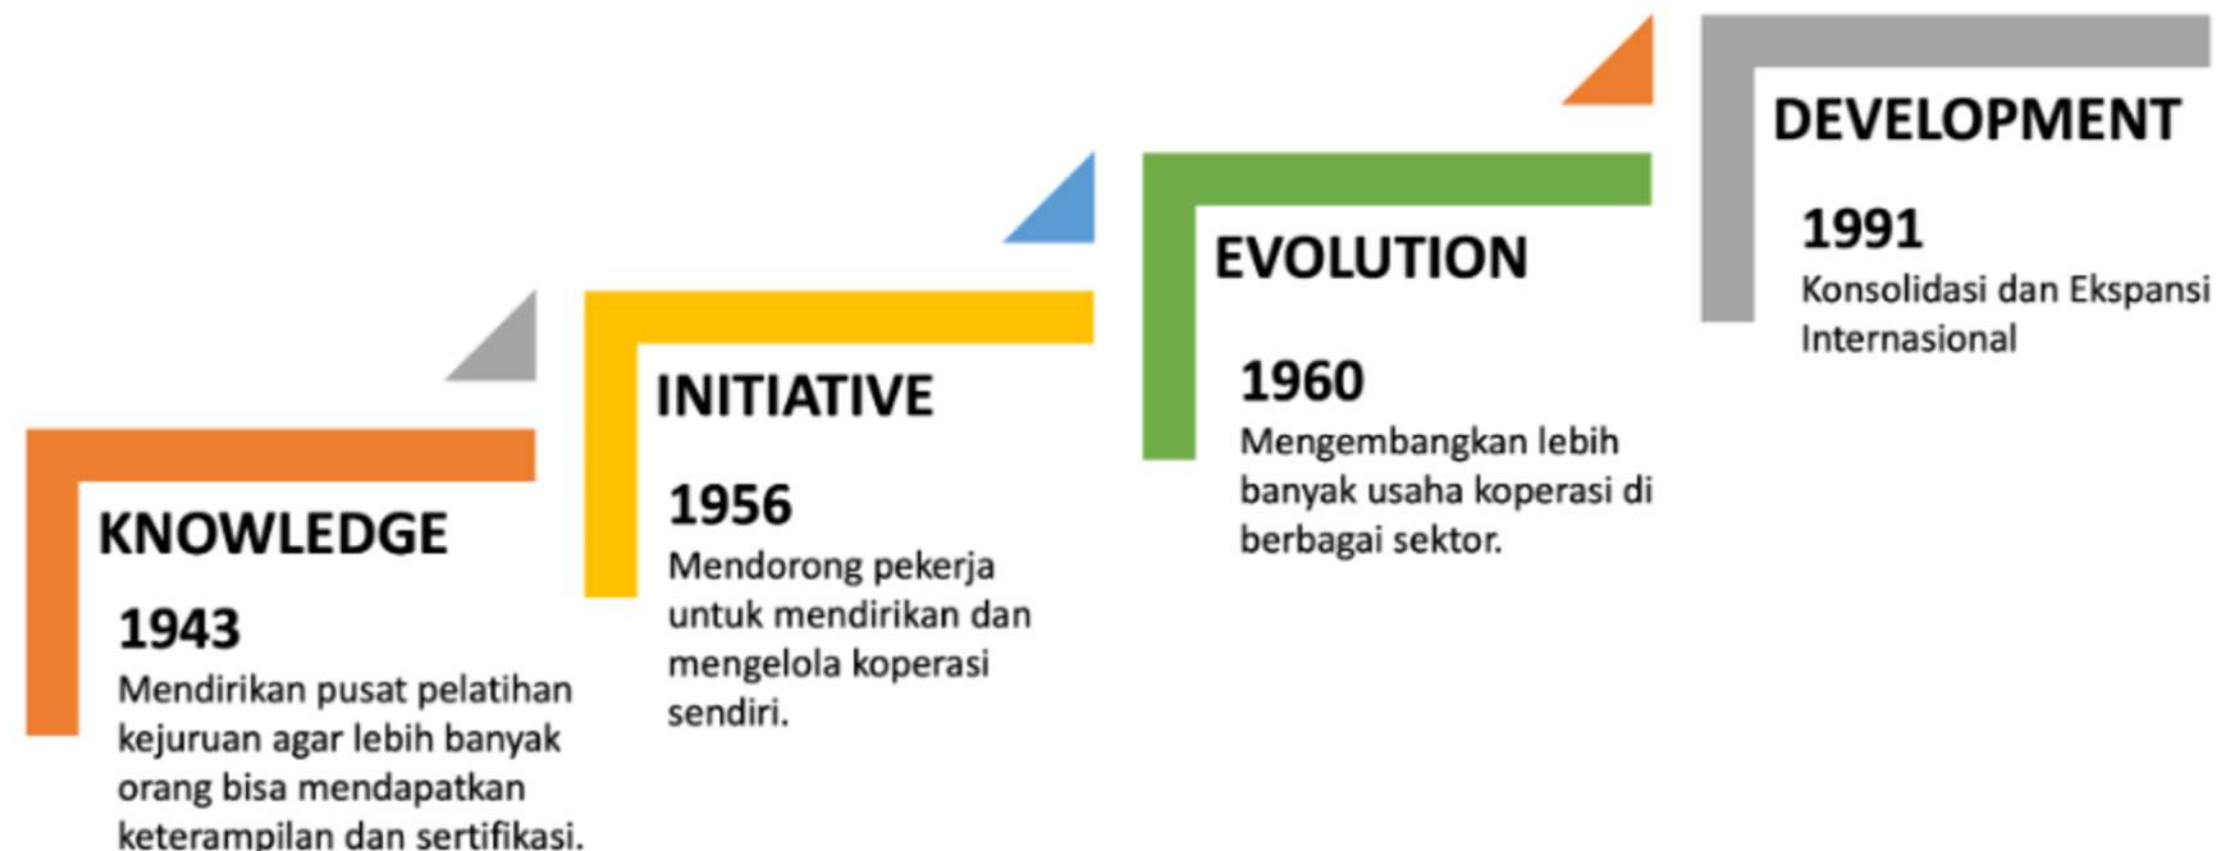 KNOWLEDGE
1943
Mendirikan pusat pelatihan
kejuruan agar lebih banyak
orang bisa mendapatkan
keterampilan dan sertifikasi.
INITIATIVE
1956
Mendorong pekerja
untuk mendirikan dan
mengelola koperasi
sendiri.
EVOLUTION
1960
Mengembangkan lebih
banyak usaha koperasi di
berbagai sektor.
DEVELOPMENT
1991
Konsolidasi dan Ekspansi
Internasional